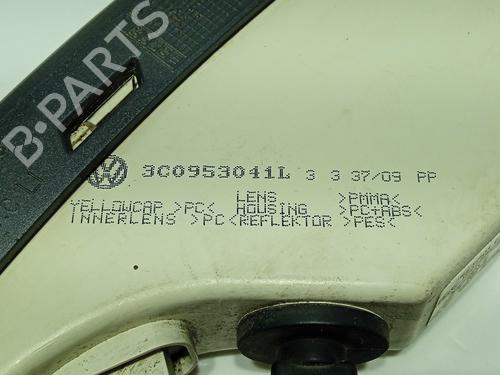 B-PARTS
3C0953041L 3 3 37/09 PP
LENS >PMMA<
YELLOWCAP >PC< HOUSING >PC+ABS<
INNERLENS >PC<REFLEKTOR >PES<